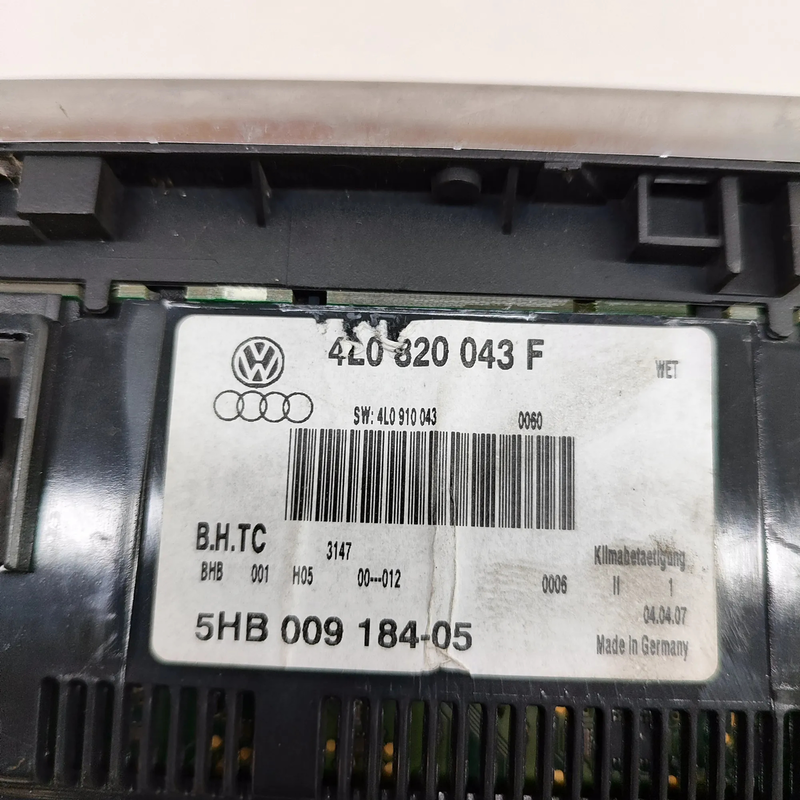 VW
4L0 820 043 F
WET
SW: 4L0 910 043 0060
B.H.TC 3147
BHB 001 H05 00---012 0006
Klimabetaetigung
II 1
04.04.07
5HB 009 184-05
Made in Germany